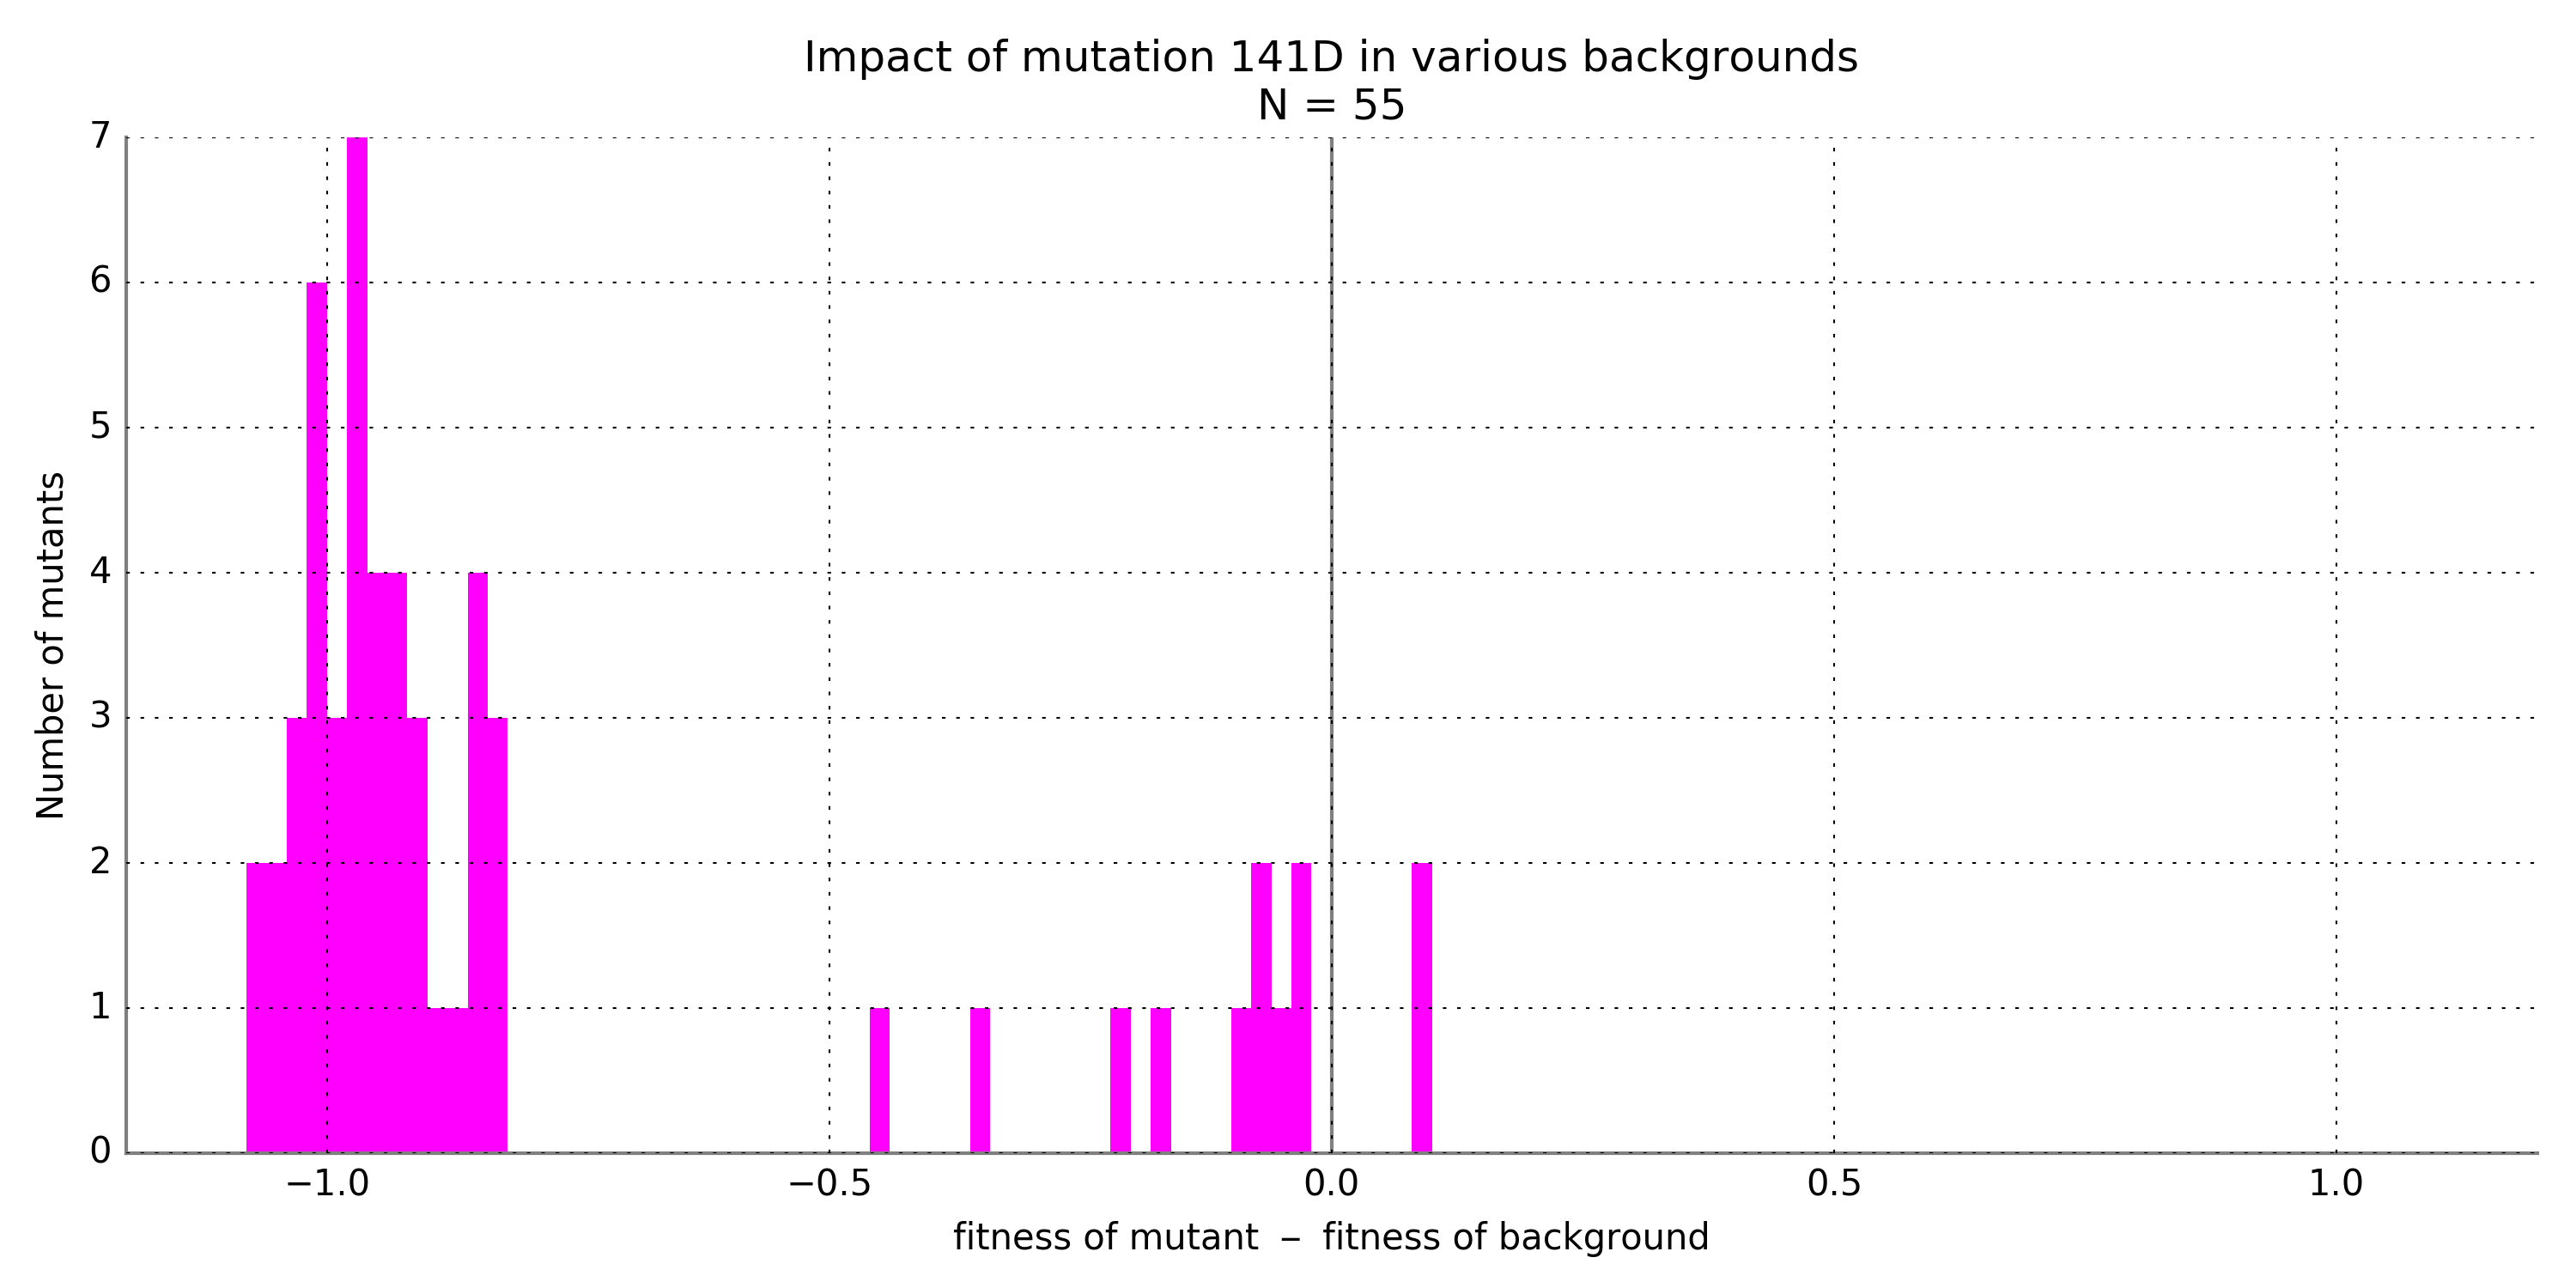 Impact of mutation 141D in various backgrounds
N = 55
7
6
5
4
3
2
1
0
Number of mutants
−1.0 −0.5 0.0 0.5 1.0
fitness of mutant – fitness of background